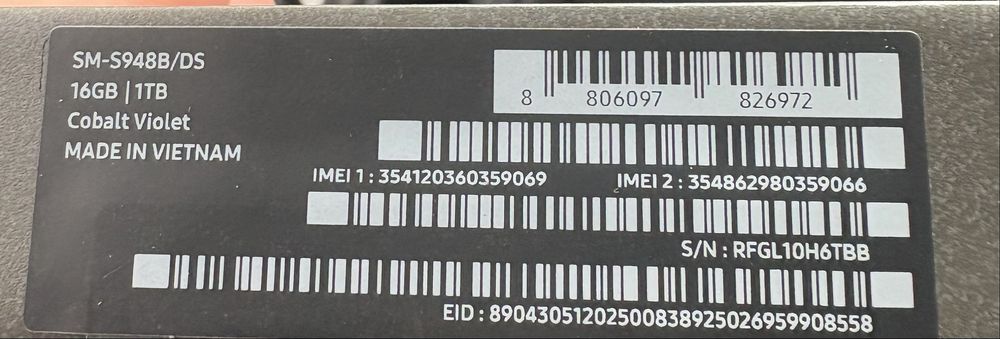 SM-S948B/DS
16GB | 1TB
Cobalt Violet
MADE IN VIETNAM
8 806097 826972
IMEI 1 : 354120360359069
IMEI 2 : 354862980359066
S/N : RFGL10H6TBB
EID : 89043051202500838925026959908558